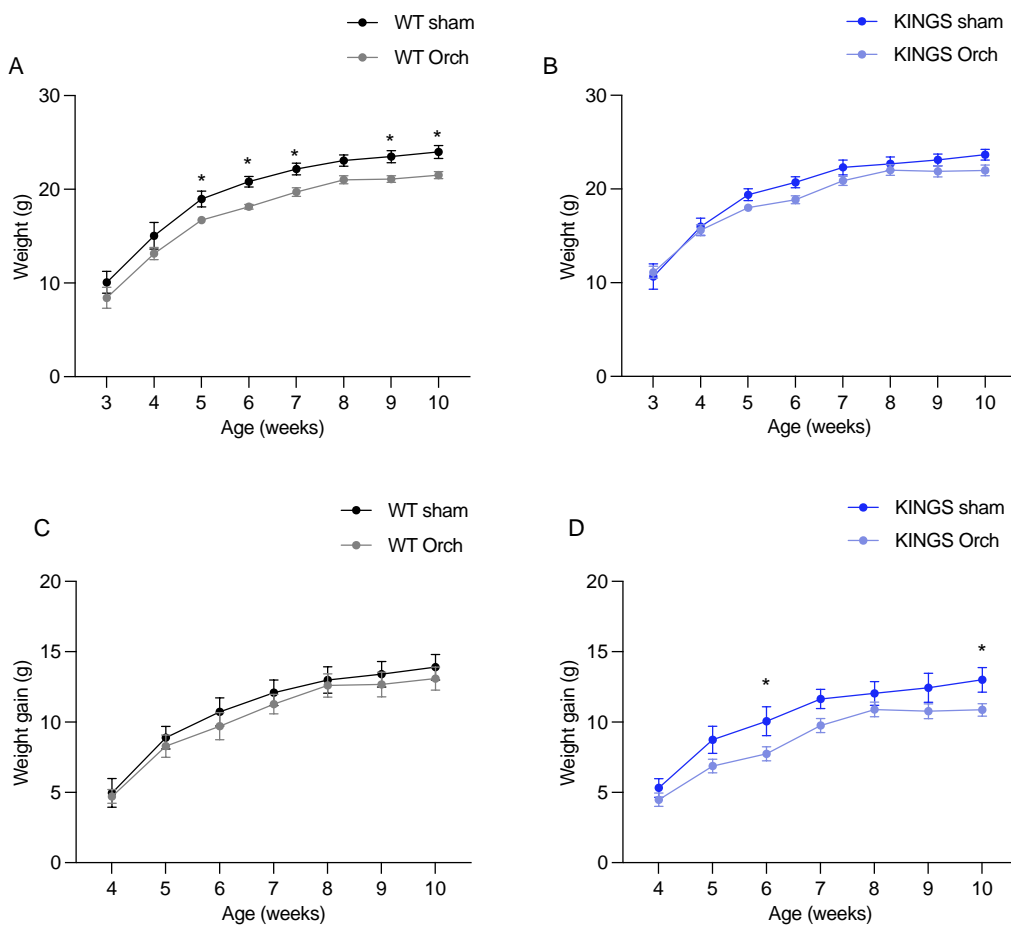 WT sham
WT Orch
A
30
20
10
0
Weight (g)
* * * * *
3 4 5 6 7 8 9 10
Age (weeks)
KINGS sham
KINGS Orch
B
30
20
10
0
Weight (g)
3 4 5 6 7 8 9 10
Age (weeks)
WT sham
WT Orch
C
20
15
10
5
0
Weight gain (g)
4 5 6 7 8 9 10
Age (weeks)
KINGS sham
KINGS Orch
D
20
15
10
5
0
Weight gain (g)
* *
4 5 6 7 8 9 10
Age (weeks)